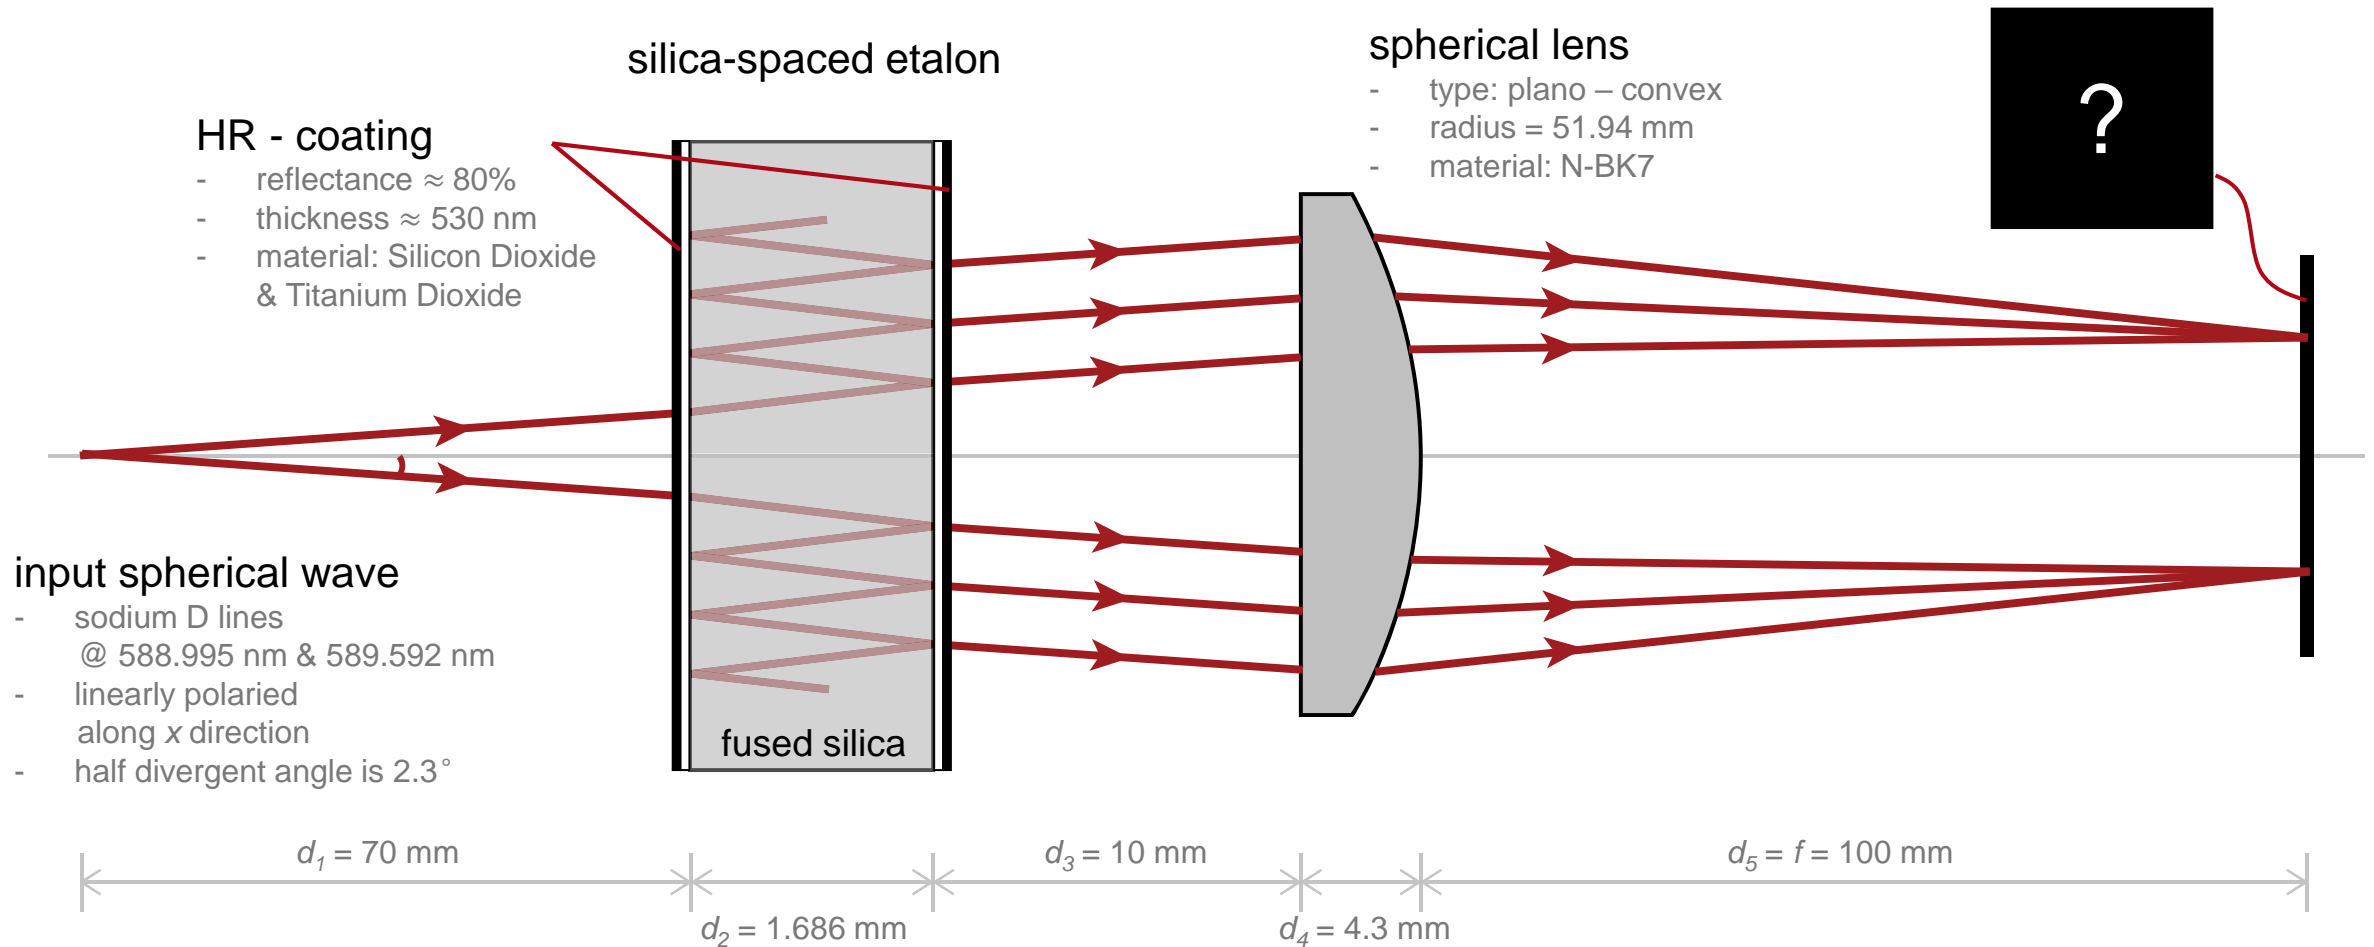 silica-spaced etalon
HR - coating
- reflectance ≈ 80%
- thickness ≈ 530 nm
- material: Silicon Dioxide
& Titanium Dioxide
spherical lens
- type: plano – convex
- radius = 51.94 mm
- material: N-BK7
?
input spherical wave
- sodium D lines
@ 588.995 nm & 589.592 nm
- linearly polaried
along x direction
- half divergent angle is 2.3°
fused silica
d1 = 70 mm
d2 = 1.686 mm
d3 = 10 mm
d4 = 4.3 mm
d5 = f = 100 mm